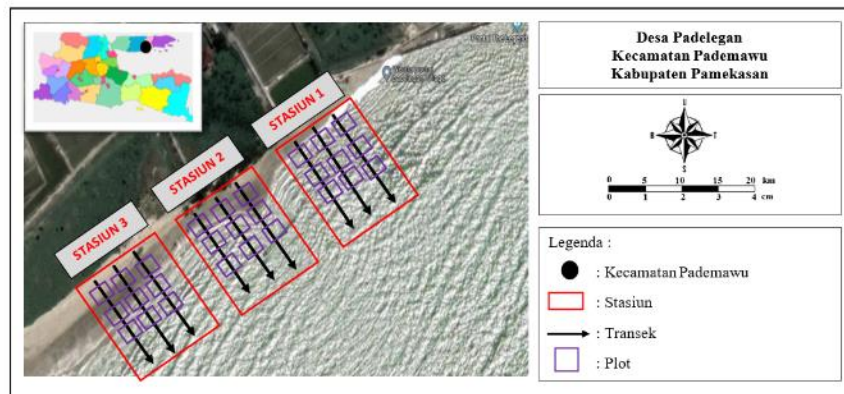 STASIUN 1
STASIUN 2
STASIUN 3
Desa Padelegan
Kecamatan Pademawu
Kabupaten Pamekasan
U
B
T
S
0 5 10 15 20 km
0 1 2 3 4 cm
Legenda :
: Kecamatan Pademawu
: Stasiun
: Transek
: Plot